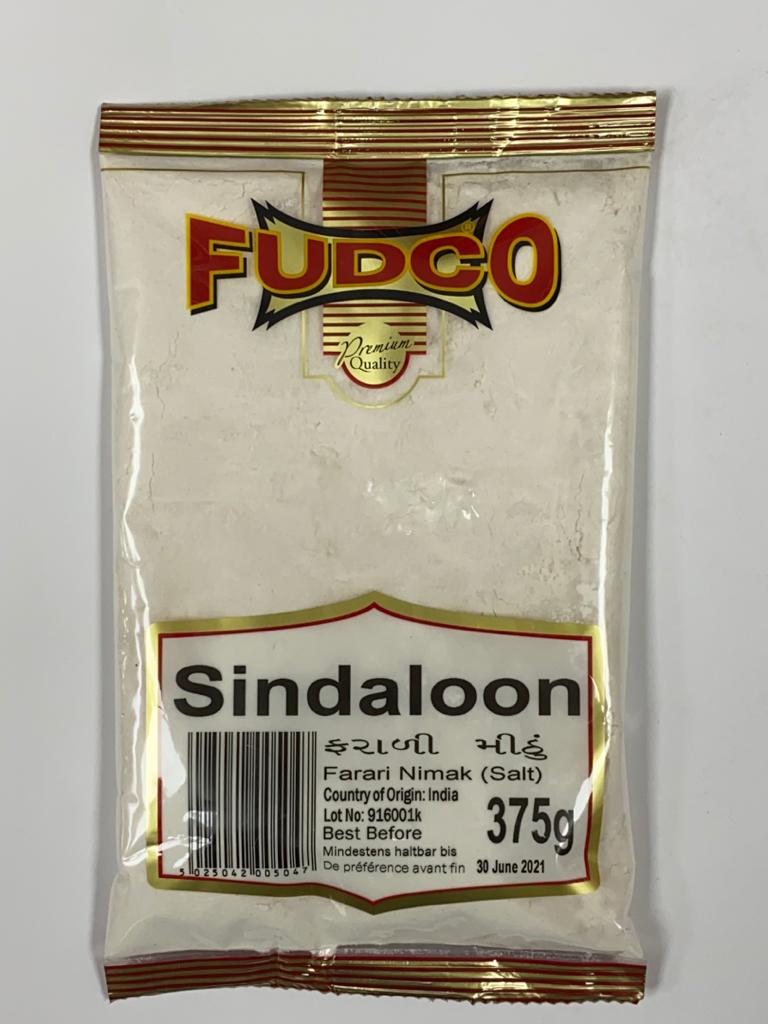 FUDCO®
Premium
Quality
Sindaloon
ફરાળી મીઠું
Farari Nimak (Salt)
Country of Origin: India
Lot No: 916001k
Best Before
375g
Mindestens haltbar bis
De préférence avant fin 30 June 2021
5 025042 005047